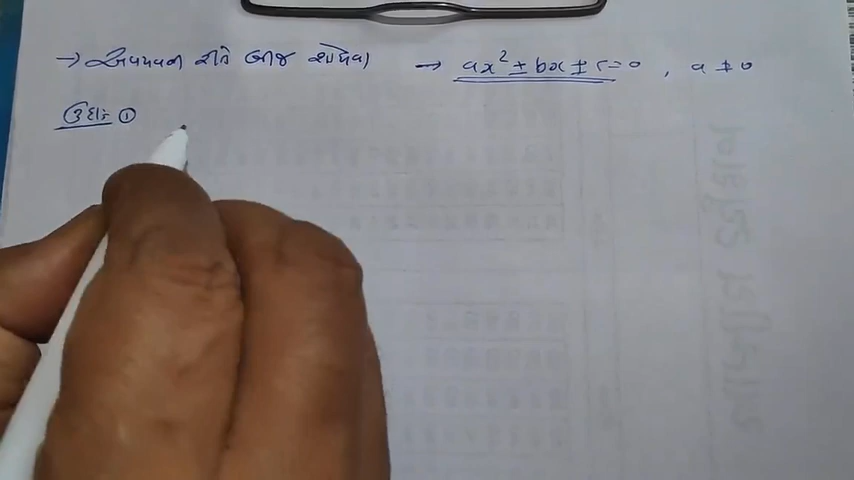 → અવયવની રીતે બીજ શોધવા → ax² ± bx ± c = 0 , a ≠ 0
ઉદા:- ①